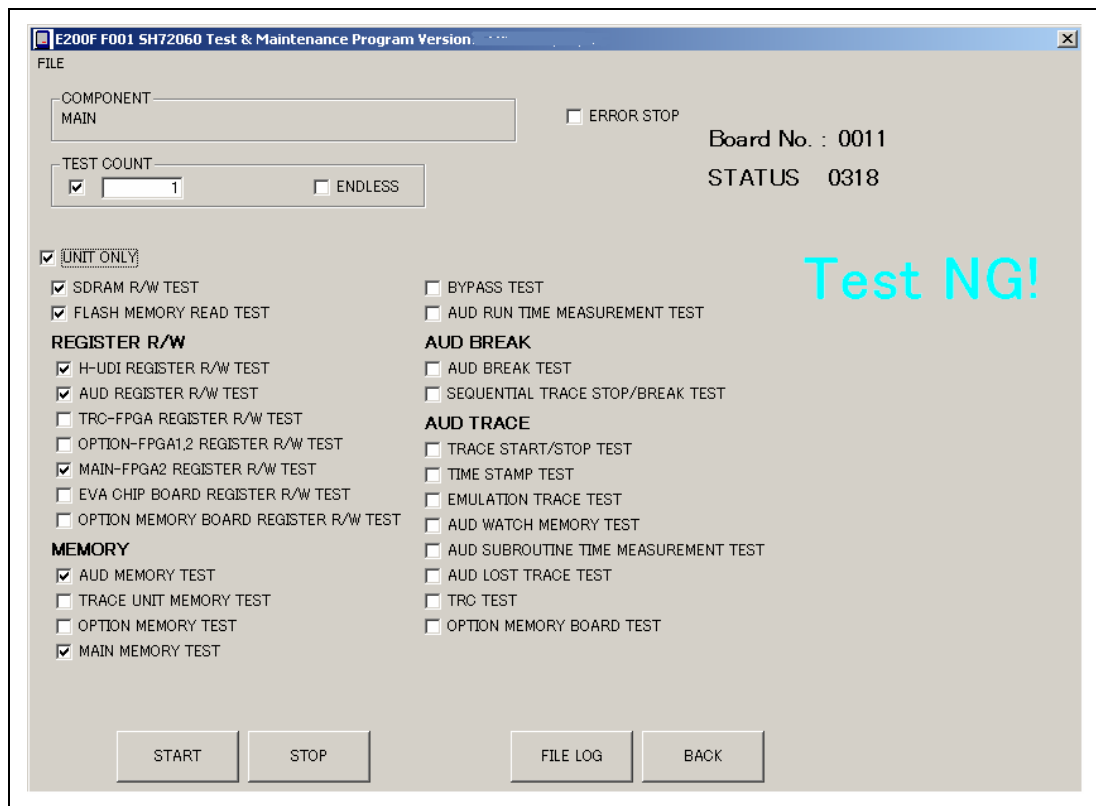 E200F F001 SH72060 Test & Maintenance Program Version.
FILE
COMPONENT
MAIN
ERROR STOP
Board No. : 0011
TEST COUNT
1
ENDLESS
STATUS 0318
UNIT ONLY
Test NG!
SDRAM R/W TEST
FLASH MEMORY READ TEST
REGISTER R/W
H-UDI REGISTER R/W TEST
AUD REGISTER R/W TEST
TRC-FPGA REGISTER R/W TEST
OPTION-FPGA1,2 REGISTER R/W TEST
MAIN-FPGA2 REGISTER R/W TEST
EVA CHIP BOARD REGISTER R/W TEST
OPTION MEMORY BOARD REGISTER R/W TEST
MEMORY
AUD MEMORY TEST
TRACE UNIT MEMORY TEST
OPTION MEMORY TEST
MAIN MEMORY TEST
BYPASS TEST
AUD RUN TIME MEASUREMENT TEST
AUD BREAK
AUD BREAK TEST
SEQUENTIAL TRACE STOP/BREAK TEST
AUD TRACE
TRACE START/STOP TEST
TIME STAMP TEST
EMULATION TRACE TEST
AUD WATCH MEMORY TEST
AUD SUBROUTINE TIME MEASUREMENT TEST
AUD LOST TRACE TEST
TRC TEST
OPTION MEMORY BOARD TEST
START
STOP
FILE LOG
BACK